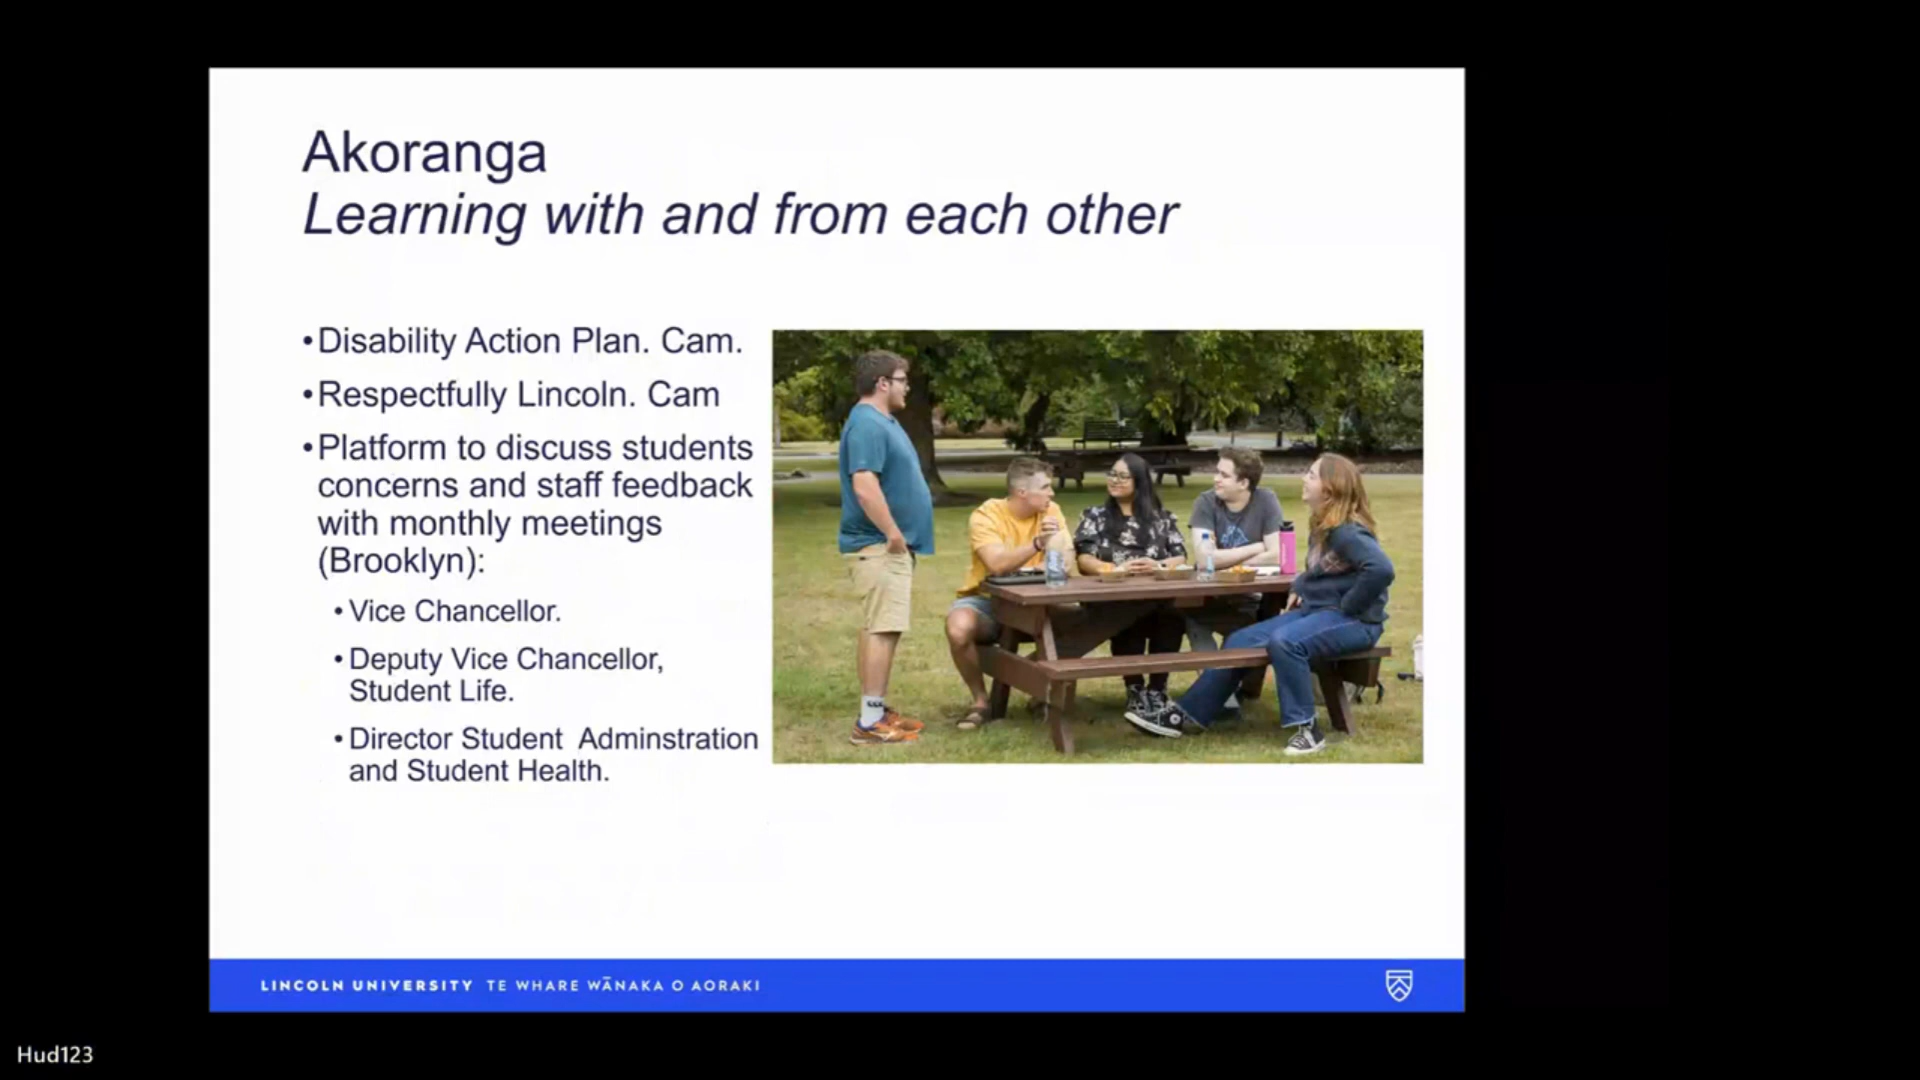 Akoranga
Learning with and from each other
•Disability Action Plan. Cam.
•Respectfully Lincoln. Cam
•Platform to discuss students
concerns and staff feedback
with monthly meetings
(Brooklyn):
•Vice Chancellor.
•Deputy Vice Chancellor,
Student Life.
•Director Student  Adminstration
and Student Health.
LINCOLN UNIVERSITY TE WHARE WĀNAKA O AORAKI
Hud123